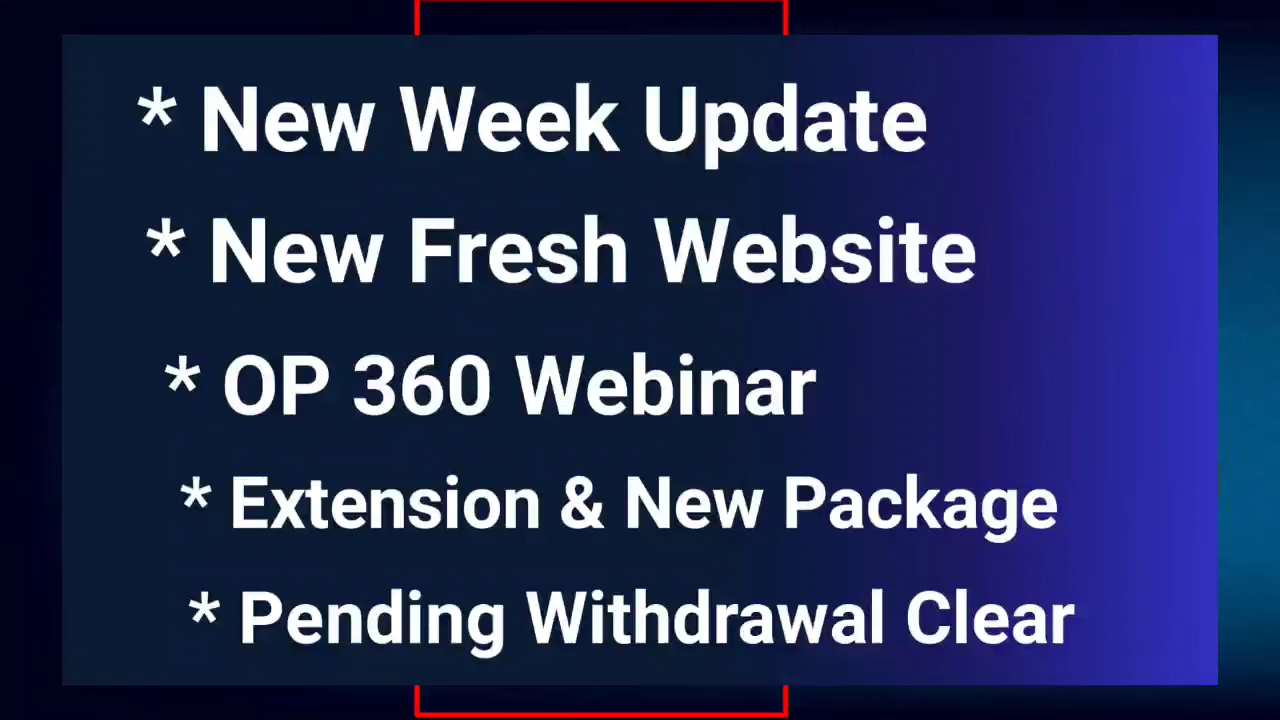 * New Week Update
* New Fresh Website
* OP 360 Webinar
* Extension & New Package
* Pending Withdrawal Clear